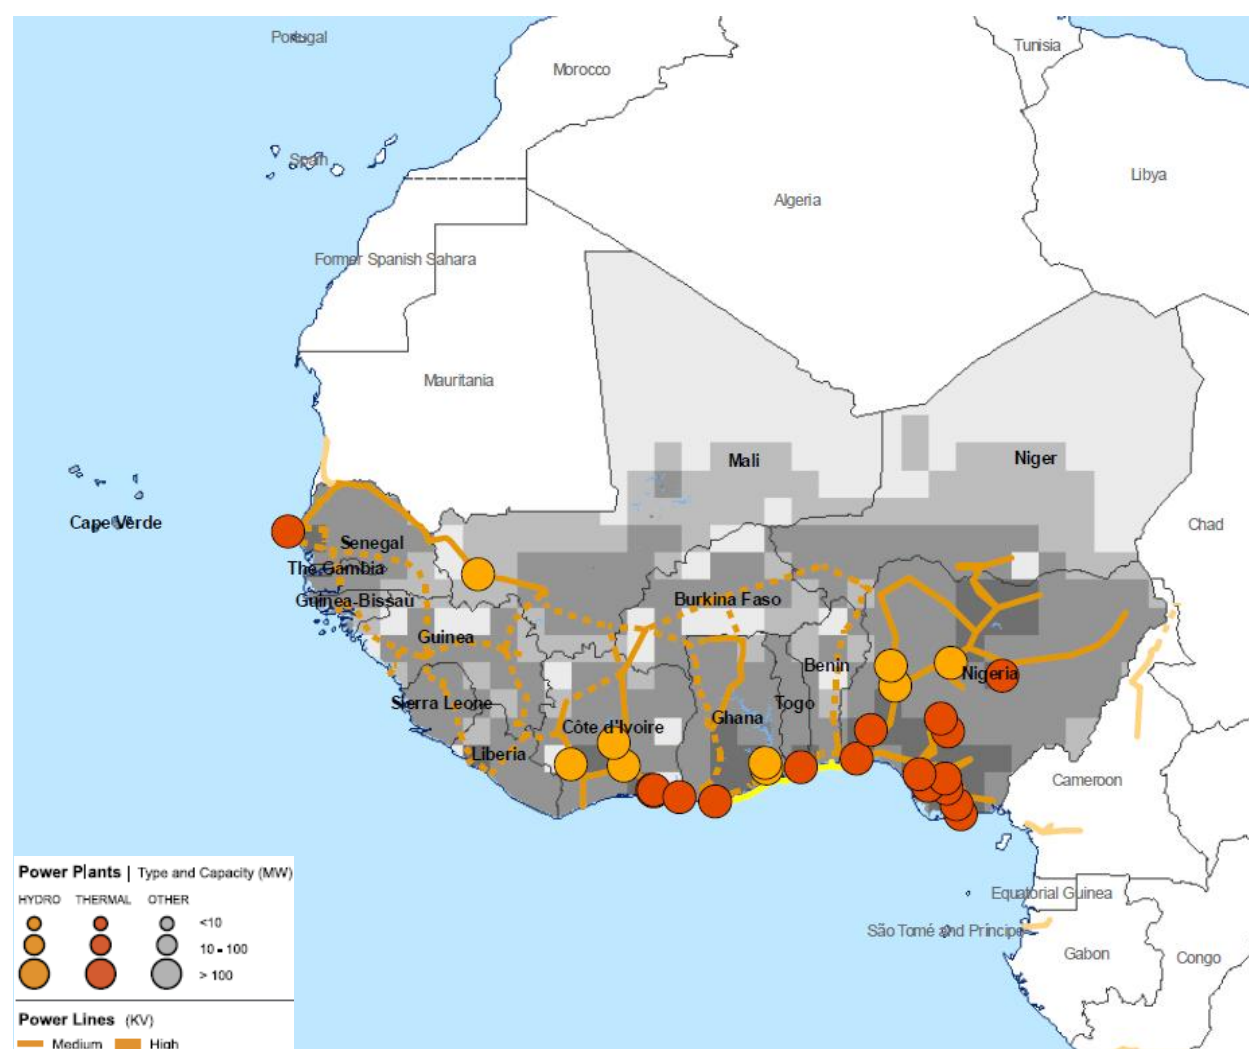 Portugal
Tunisia
Morocco
Spain
Libya
Algeria
Former Spanish Sahara
Mauritania
Mali
Niger
Cape Verde
Chad
Senegal
The Gambia
Guinea-Bissau
Burkina Faso
Guinea
Benin
Nigeria
Sierra Leone
Togo
Ghana
Côte d'Ivoire
Liberia
Cameroon
Equatorial Guinea
São Tomé and Príncipe
Gabon
Congo
Power Plants | Type and Capacity (MW)
HYDRO THERMAL OTHER
<10
10 - 100
> 100
Power Lines (KV)
Medium High